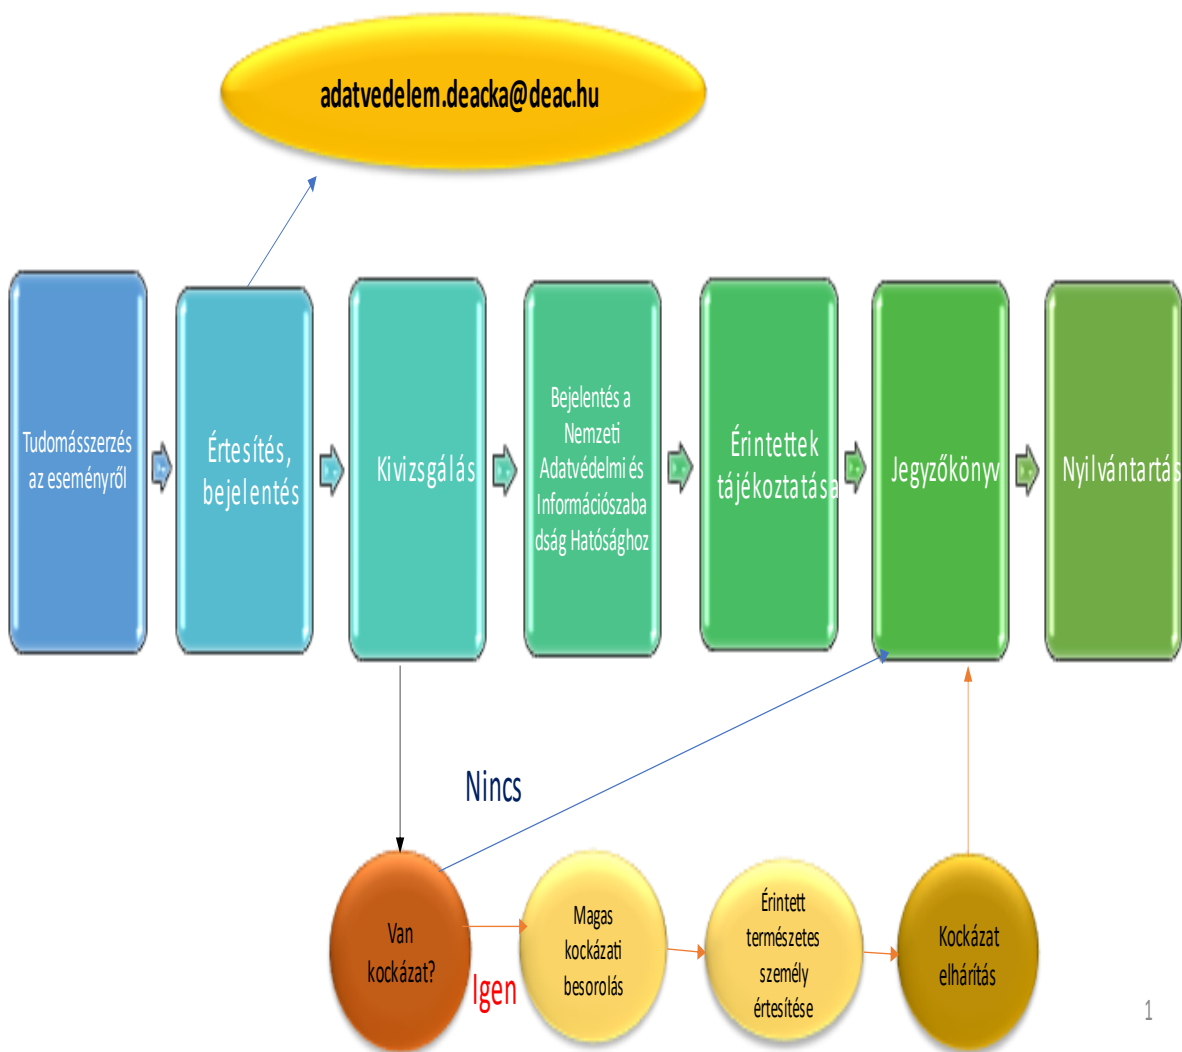 adatvedelem.deacka@deac.hu
Tudomásszerzés
az eseményről
Értesítés,
bejelentés
Kivizsgálás
Bejelentés a
Nemzeti
Adatvédelmi és
Információszaba
dság Hatósághoz
Érintettek
tájékoztatása
Jegyzőkönyv
Nyilvántartás
Nincs
Van
kockázat?
Igen
Magas
kockázati
besorolás
Érintett
természetes
személy
értesítése
Kockázat
elhárítás
1